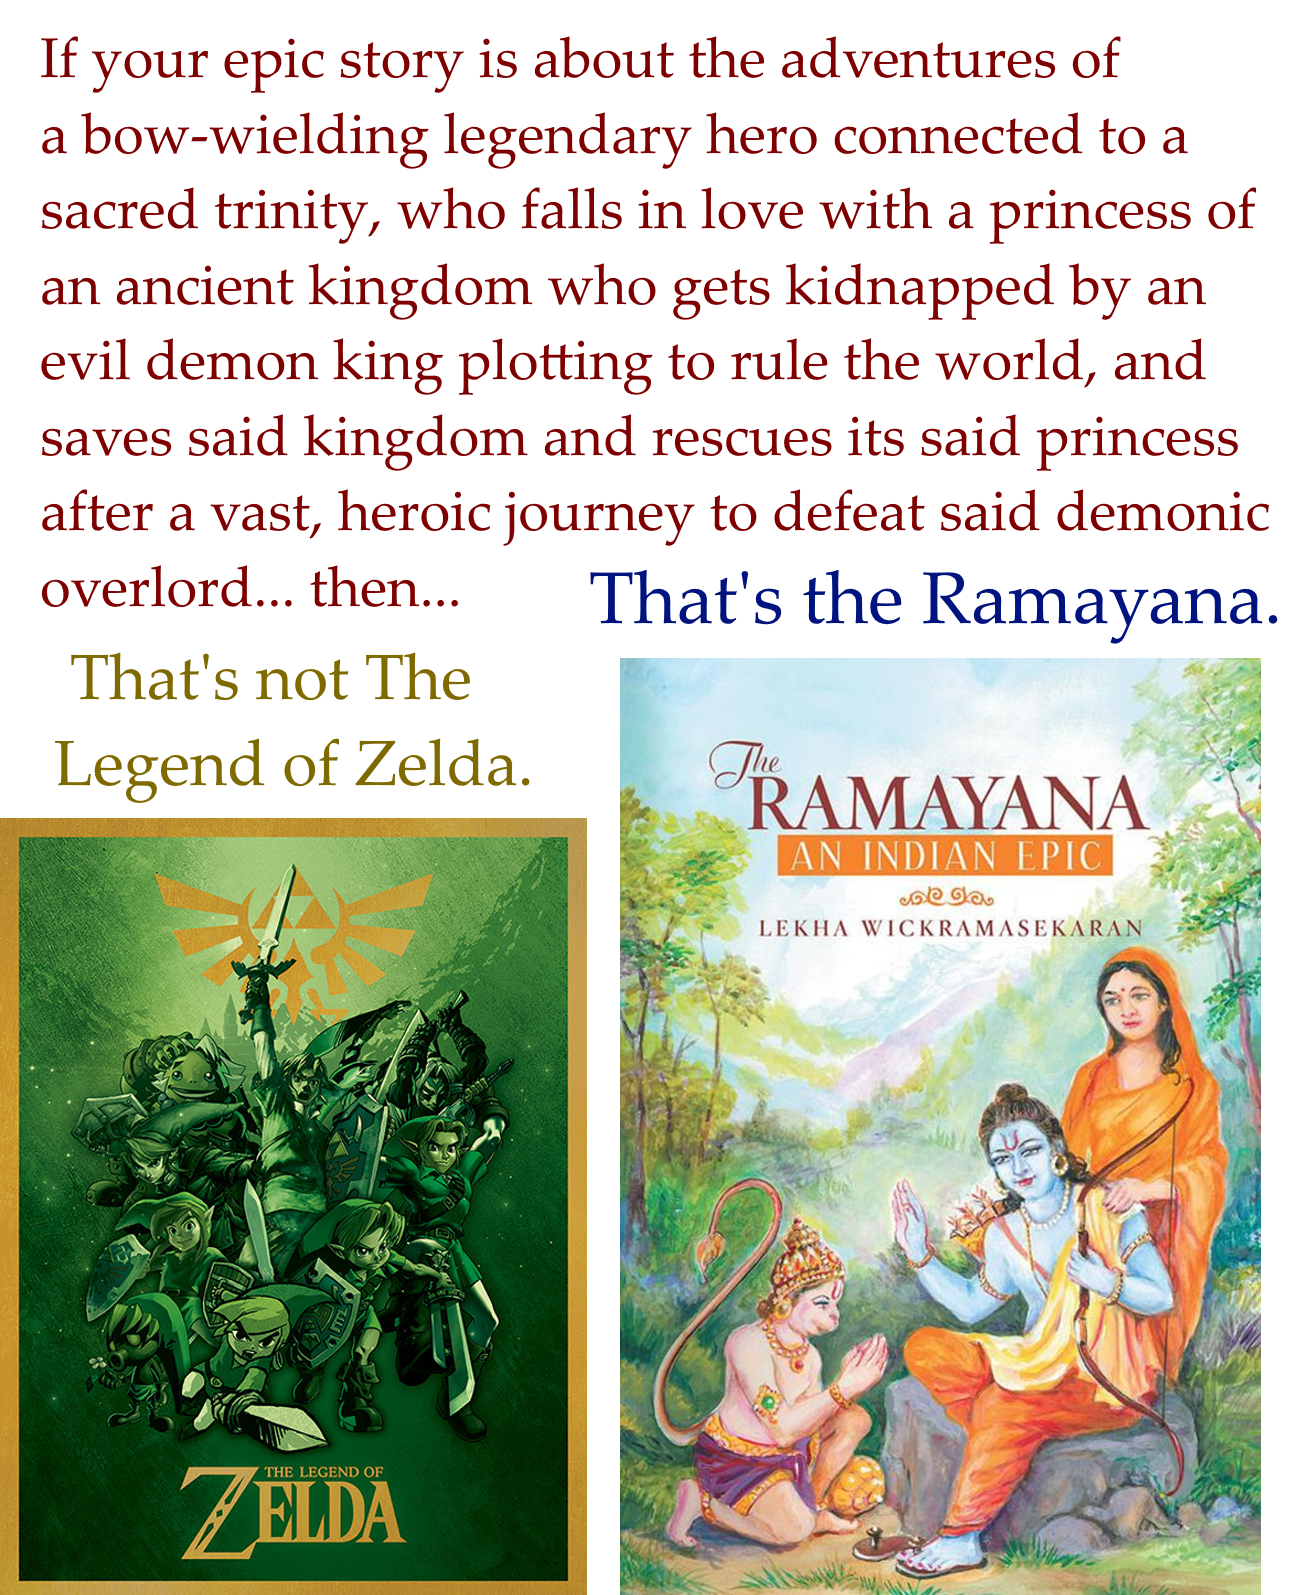 If your epic story is about the adventures of
a bow-wielding legendary hero connected to a
sacred trinity, who falls in love with a princess of
an ancient kingdom who gets kidnapped by an
evil demon king plotting to rule the world, and
saves said kingdom and rescues its said princess
after a vast, heroic journey to defeat said demonic
overlord... then...
That's not The
Legend of Zelda.
THE LEGEND OF
ZELDA
That's the Ramayana.
The
RAMAYANA
AN INDIAN EPIC
LEKHA WICKRAMASEKARAN